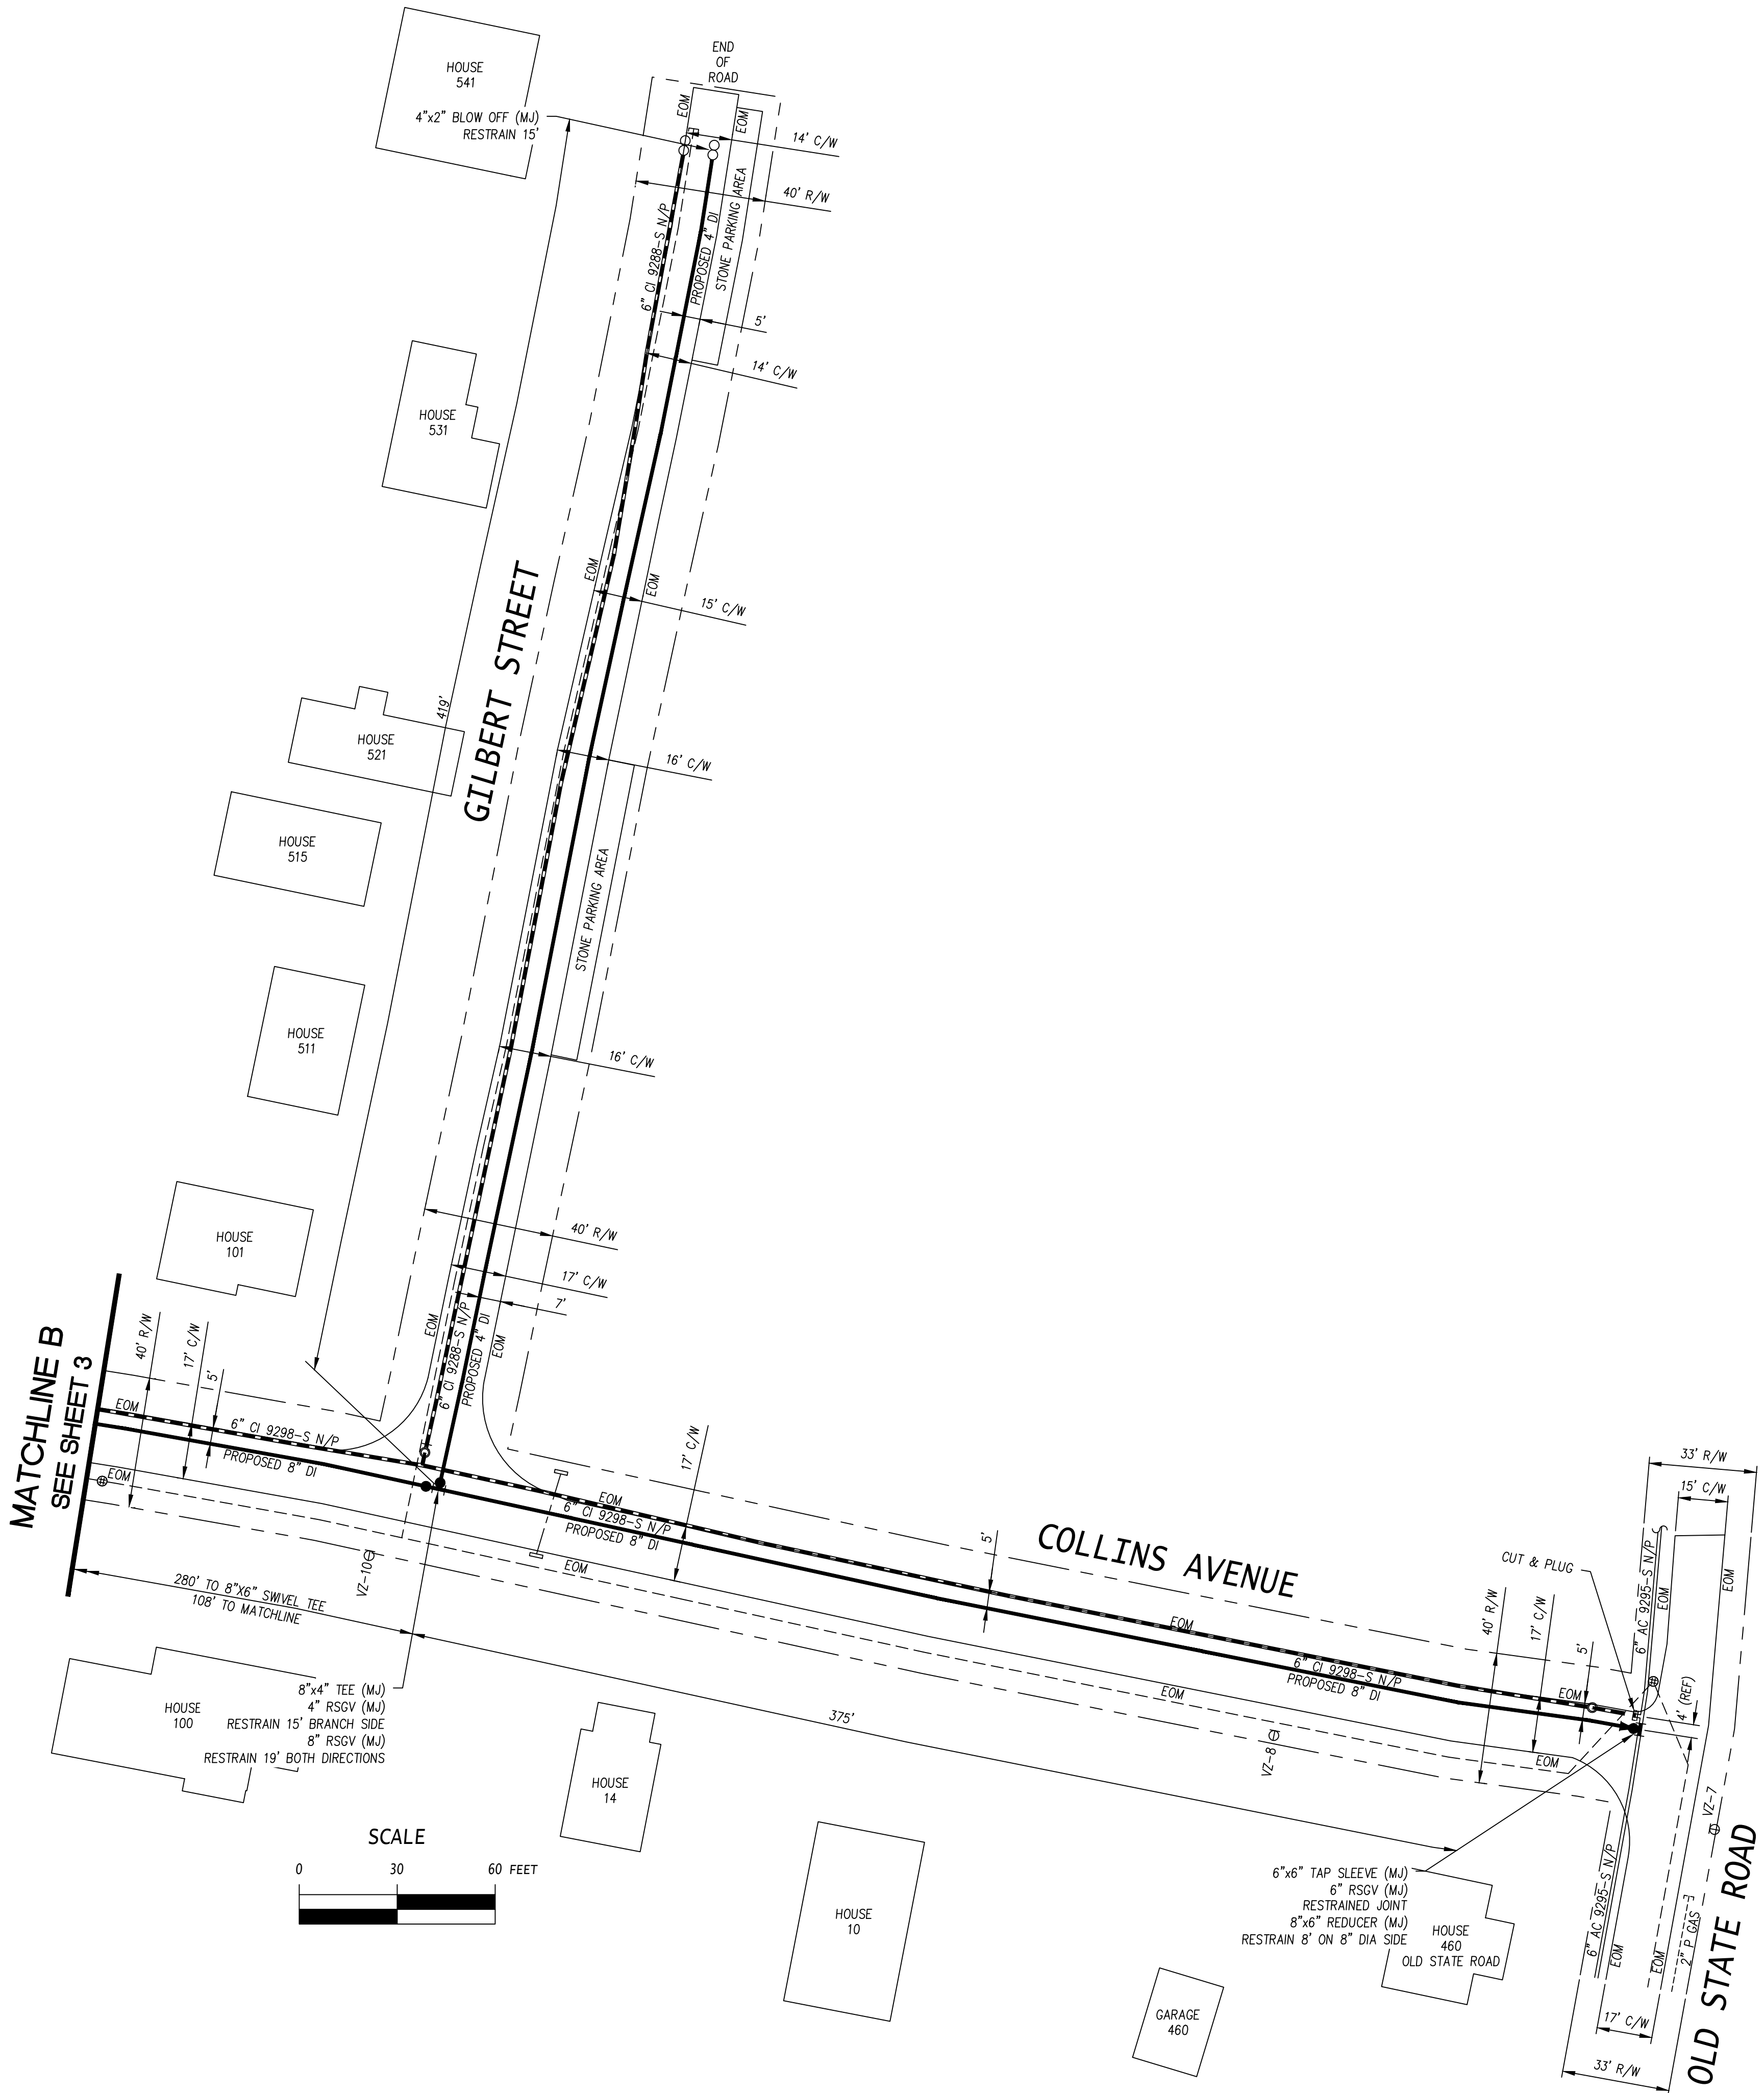 HOUSE
541
4"x2" BLOW OFF (MJ)
RESTRAIN 15'
END
OF
ROAD
EOM
EOM
14' C/W
40' R/W
6" CI 9288-S N/P
PROPOSED 4" DI
STONE PARKING AREA
5'
14' C/W
HOUSE
531
EOM
EOM
15' C/W
GILBERT STREET
419'
HOUSE
521
16' C/W
HOUSE
515
STONE PARKING AREA
HOUSE
511
16' C/W
HOUSE
101
40' R/W
17' C/W
7'
EOM
6" CI 9288-S N/P
PROPOSED 4" DI
EOM
MATCHLINE B
SEE SHEET 3
40' R/W
17' C/W
5'
EOM
6" CI 9298-S N/P
PROPOSED 8" DI
EOM
VZ-10
280' TO 8"X6" SWIVEL TEE
108' TO MATCHLINE
EOM
6" CI 9298-S N/P
PROPOSED 8" DI
EOM
17' C/W
5'
COLLINS AVENUE
EOM
EOM
40' R/W
17' C/W
5'
6" CI 9298-S N/P
PROPOSED 8" DI
EOM
EOM
CUT & PLUG
33' R/W
15' C/W
6" AC 9295-S N/P
EOM
EOM
4' (REF)
HOUSE
100
8"x4" TEE (MJ)
4" RSGV (MJ)
RESTRAIN 15' BRANCH SIDE
8" RSGV (MJ)
RESTRAIN 19' BOTH DIRECTIONS
375'
HOUSE
14
VZ-8
VZ-7
SCALE
0 30 60 FEET
HOUSE
10
6"x6" TAP SLEEVE (MJ)
6" RSGV (MJ)
RESTRAINED JOINT
8"x6" REDUCER (MJ)
RESTRAIN 8' ON 8" DIA SIDE
HOUSE
460
OLD STATE ROAD
GARAGE
460
6" AC 9295-S N/P
EOM
EOM
2" P GAS
OLD STATE ROAD
17' C/W
33' R/W